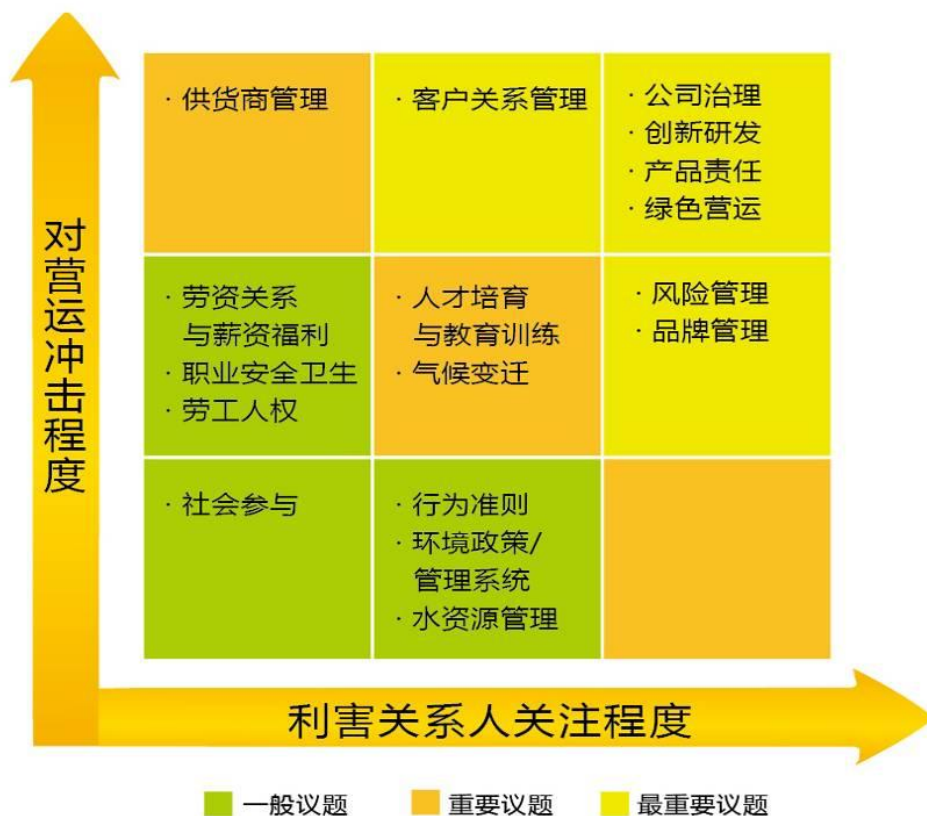 对营运冲击程度
· 供货商管理
· 客户关系管理
· 公司治理
· 创新研发
· 产品责任
· 绿色营运
· 劳资关系
与薪资福利
· 职业安全卫生
· 劳工人权
· 人才培育
与教育训练
· 气候变迁
· 风险管理
· 品牌管理
· 社会参与
· 行为准则
· 环境政策/
管理系统
· 水资源管理
利害关系人关注程度
一般议题
重要议题
最重要议题